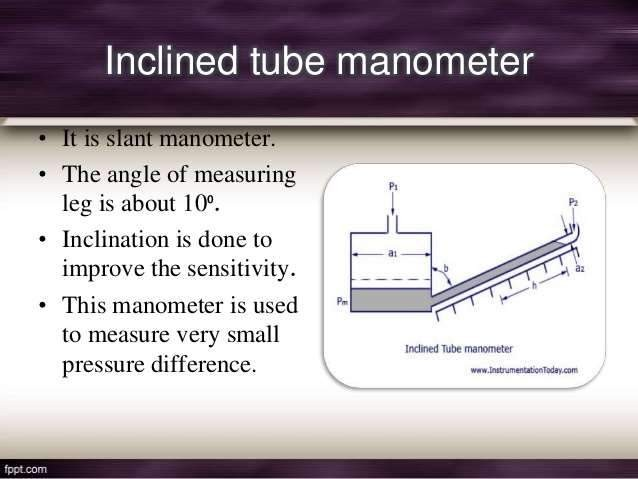 Inclined tube manometer
• It is slant manometer.
• The angle of measuring
leg is about 10⁰.
• Inclination is done to
improve the sensitivity.
• This manometer is used
to measure very small
pressure difference.
P1
P2
a1
b
a2
h
Pm
Inclined Tube manometer
www.InstrumentationToday.com
fppt.com